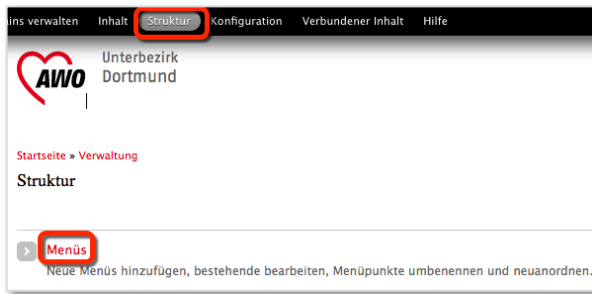 ins verwalten Inhalt Struktur Konfiguration Verbundener Inhalt Hilfe
AWO
Unterbezirk
Dortmund
Startseite » Verwaltung
Struktur
Menüs
Neue Menüs hinzufügen, bestehende bearbeiten, Menüpunkte umbenennen und neuanordnen.